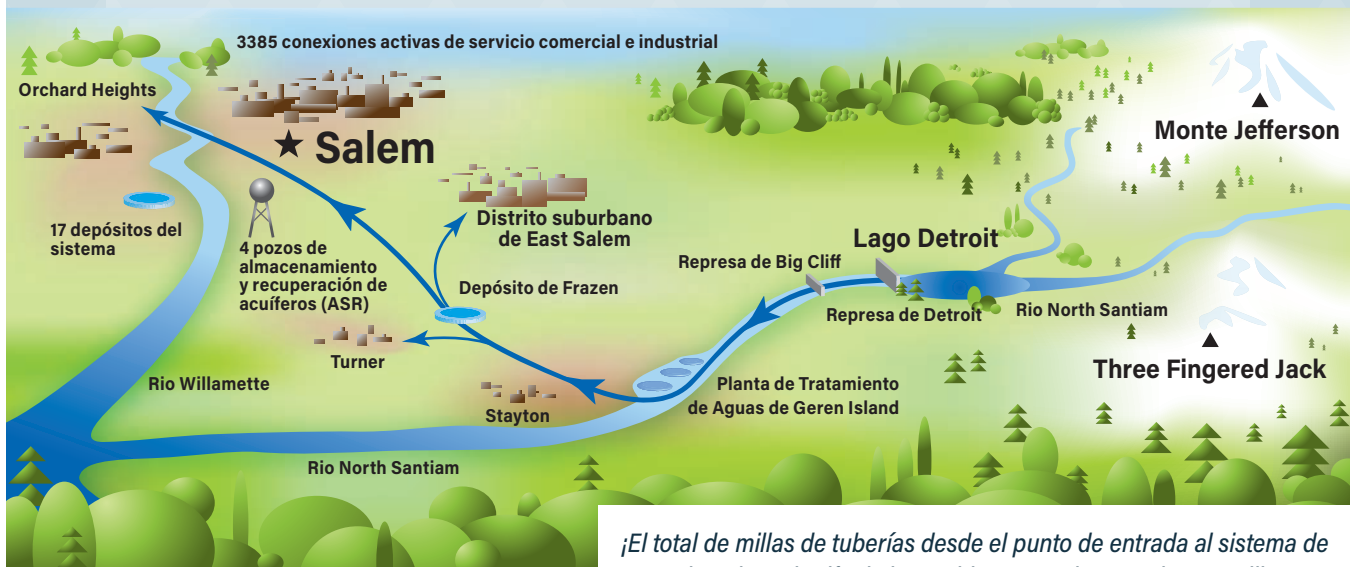 3385 conexiones activas de servicio comercial e industrial
Orchard Heights
Salem
Monte Jefferson
17 depósitos del
sistema
4 pozos de
almacenamiento
y recuperación de
acuíferos (ASR)
Distrito suburbano
de East Salem
Depósito de Frazen
Lago Detroit
Represa de Big Cliff
Represa de Detroit
Rio North Santiam
Three Fingered Jack
Turner
Rio Willamette
Stayton
Planta de Tratamiento
de Aguas de Geren Island
Rio North Santiam
¡El total de millas de tuberías desde el punto de entrada al sistema de